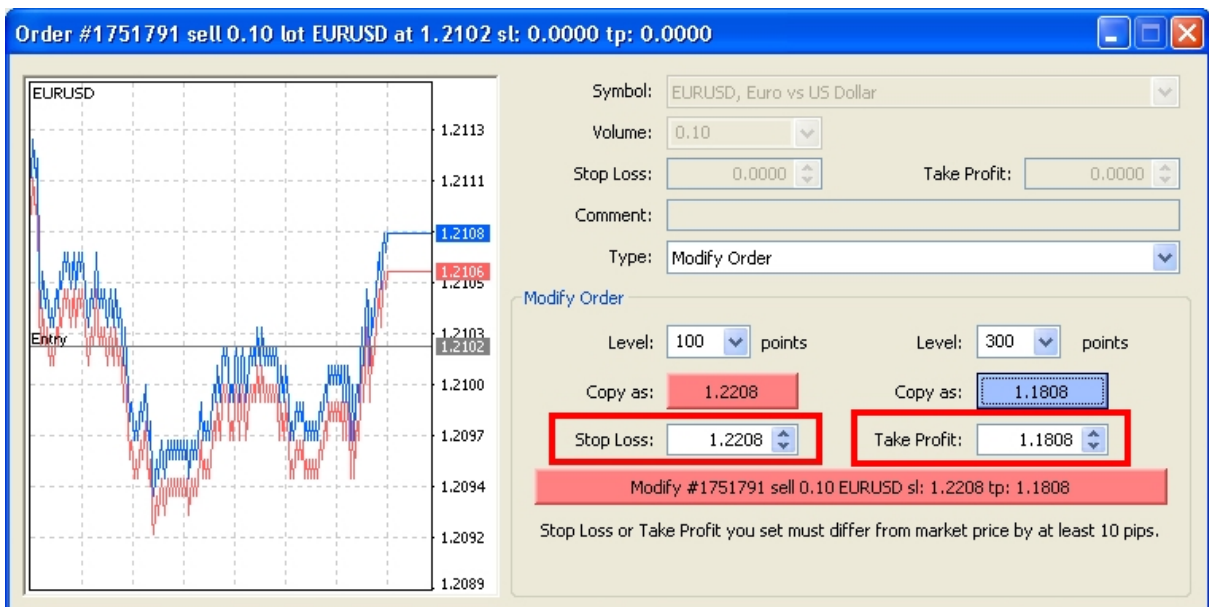 Order #1751791 sell 0.10 lot EURUSD at 1.2102 sl: 0.0000 tp: 0.0000
EURUSD
1.2113
1.2111
1.2108
1.2106
1.2105
1.2103
Entry
1.2102
1.2100
1.2097
1.2094
1.2092
1.2089
Symbol: EURUSD, Euro vs US Dollar
Volume: 0.10
Stop Loss: 0.0000 Take Profit: 0.0000
Comment:
Type: Modify Order
Modify Order
Level: 100 points Level: 300 points
Copy as: 1.2208 Copy as: 1.1808
Stop Loss: 1.2208 Take Profit: 1.1808
Modify #1751791 sell 0.10 EURUSD sl: 1.2208 tp: 1.1808
Stop Loss or Take Profit you set must differ from market price by at least 10 pips.